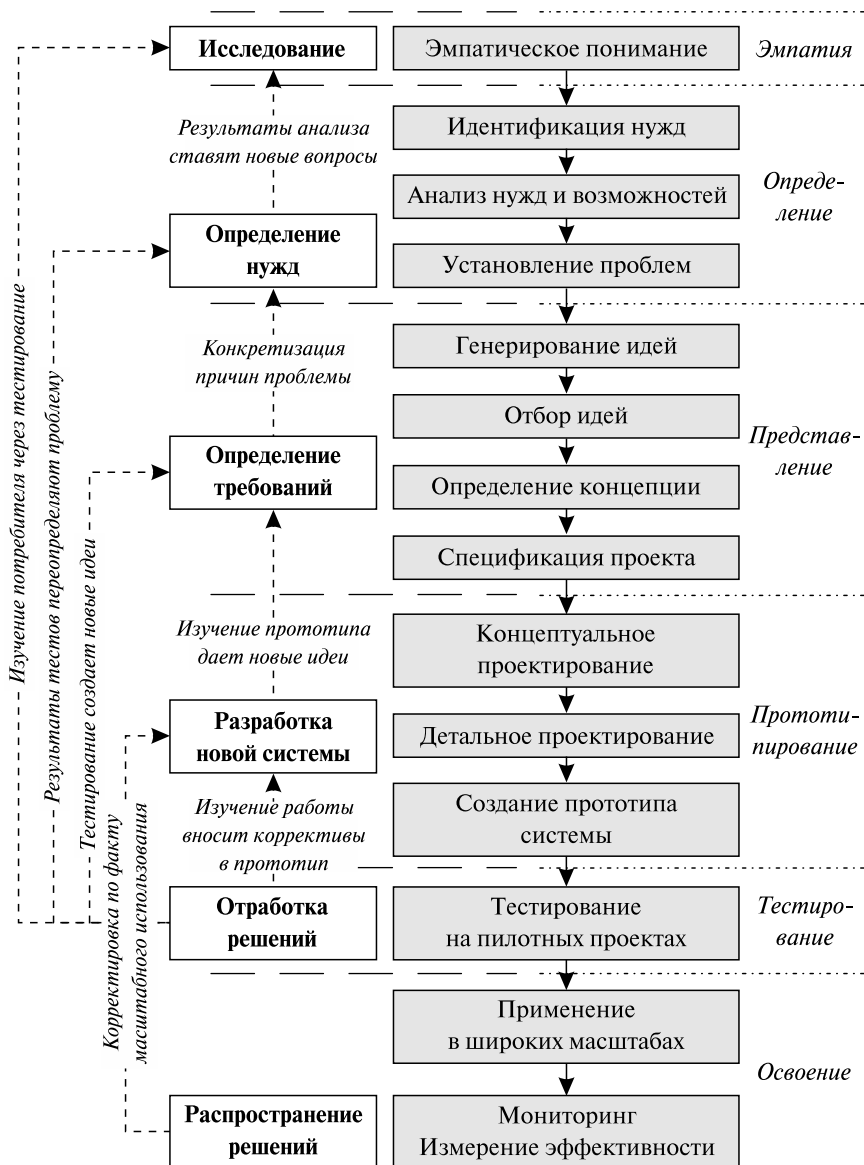 Исследование
Эмпатическое понимание
Эмпатия
Результаты анализа
ставят новые вопросы
Идентификация нужд
Анализ нужд и возможностей
Опреде-
ление
Определение
нужд
Установление проблем
Конкретизация
причин проблемы
Генерирование идей
Отбор идей
Представ-
ление
Определение
требований
Определение концепции
Спецификация проекта
Изучение прототипа
дает новые идеи
Концептуальное
проектирование
Разработка
новой системы
Детальное проектирование
Прототи-
пирование
Изучение работы
вносит коррективы
в прототип
Создание прототипа
системы
Отработка
решений
Тестирование
на пилотных проектах
Тестиро-
вание
Применение
в широких масштабах
Освоение
Распространение
решений
Мониторинг
Измерение эффективности
Изучение потребителя через тестирование
Результаты тестов переопределяют проблему
Тестирование создает новые идеи
Корректировка по факту
масштабного использования